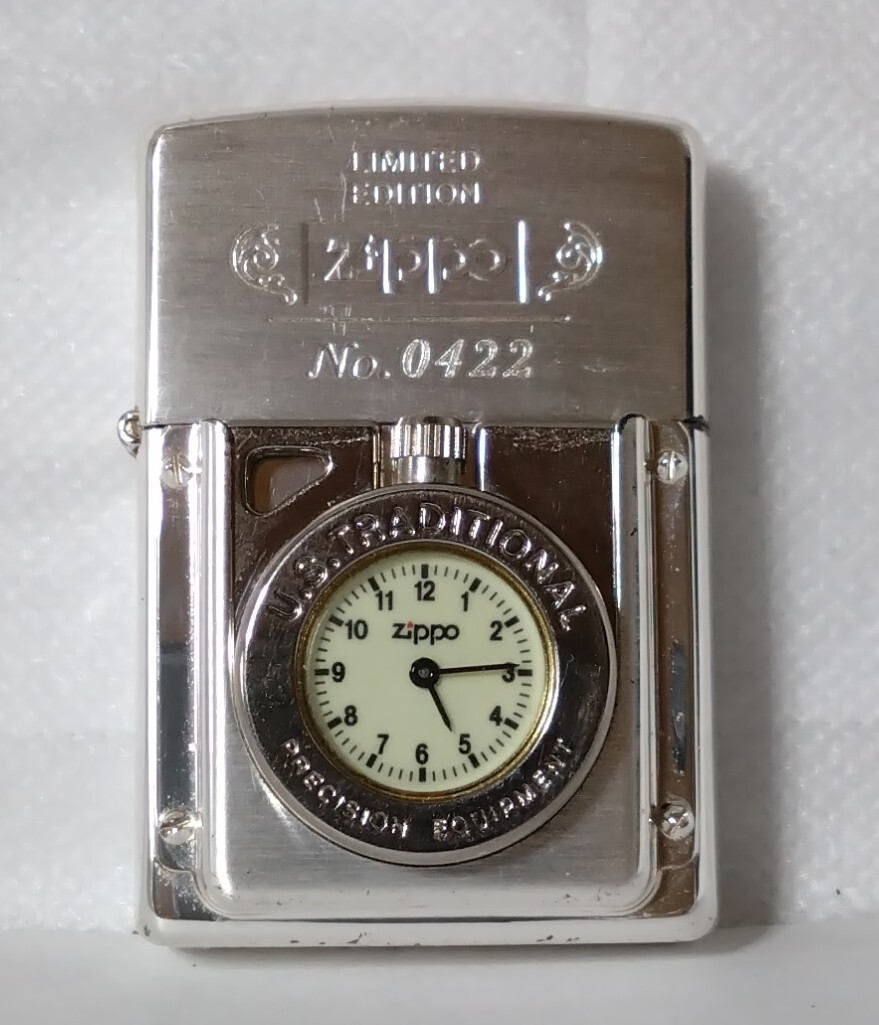 LIMITED
EDITION
zippo
No. 0422
U.S. TRADITIONAL
12
1
2
3
4
5
6
7
8
9
10
11
zippo
PRECISION EQUIPMENT